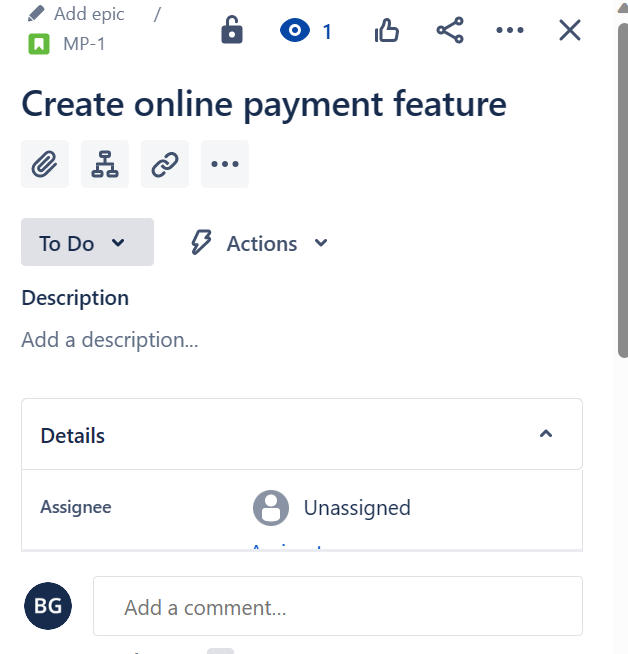 Add epic /
MP-1
1
Create online payment feature
To Do
Actions
Description
Add a description...
Details
Assignee
Unassigned
BG
Add a comment...